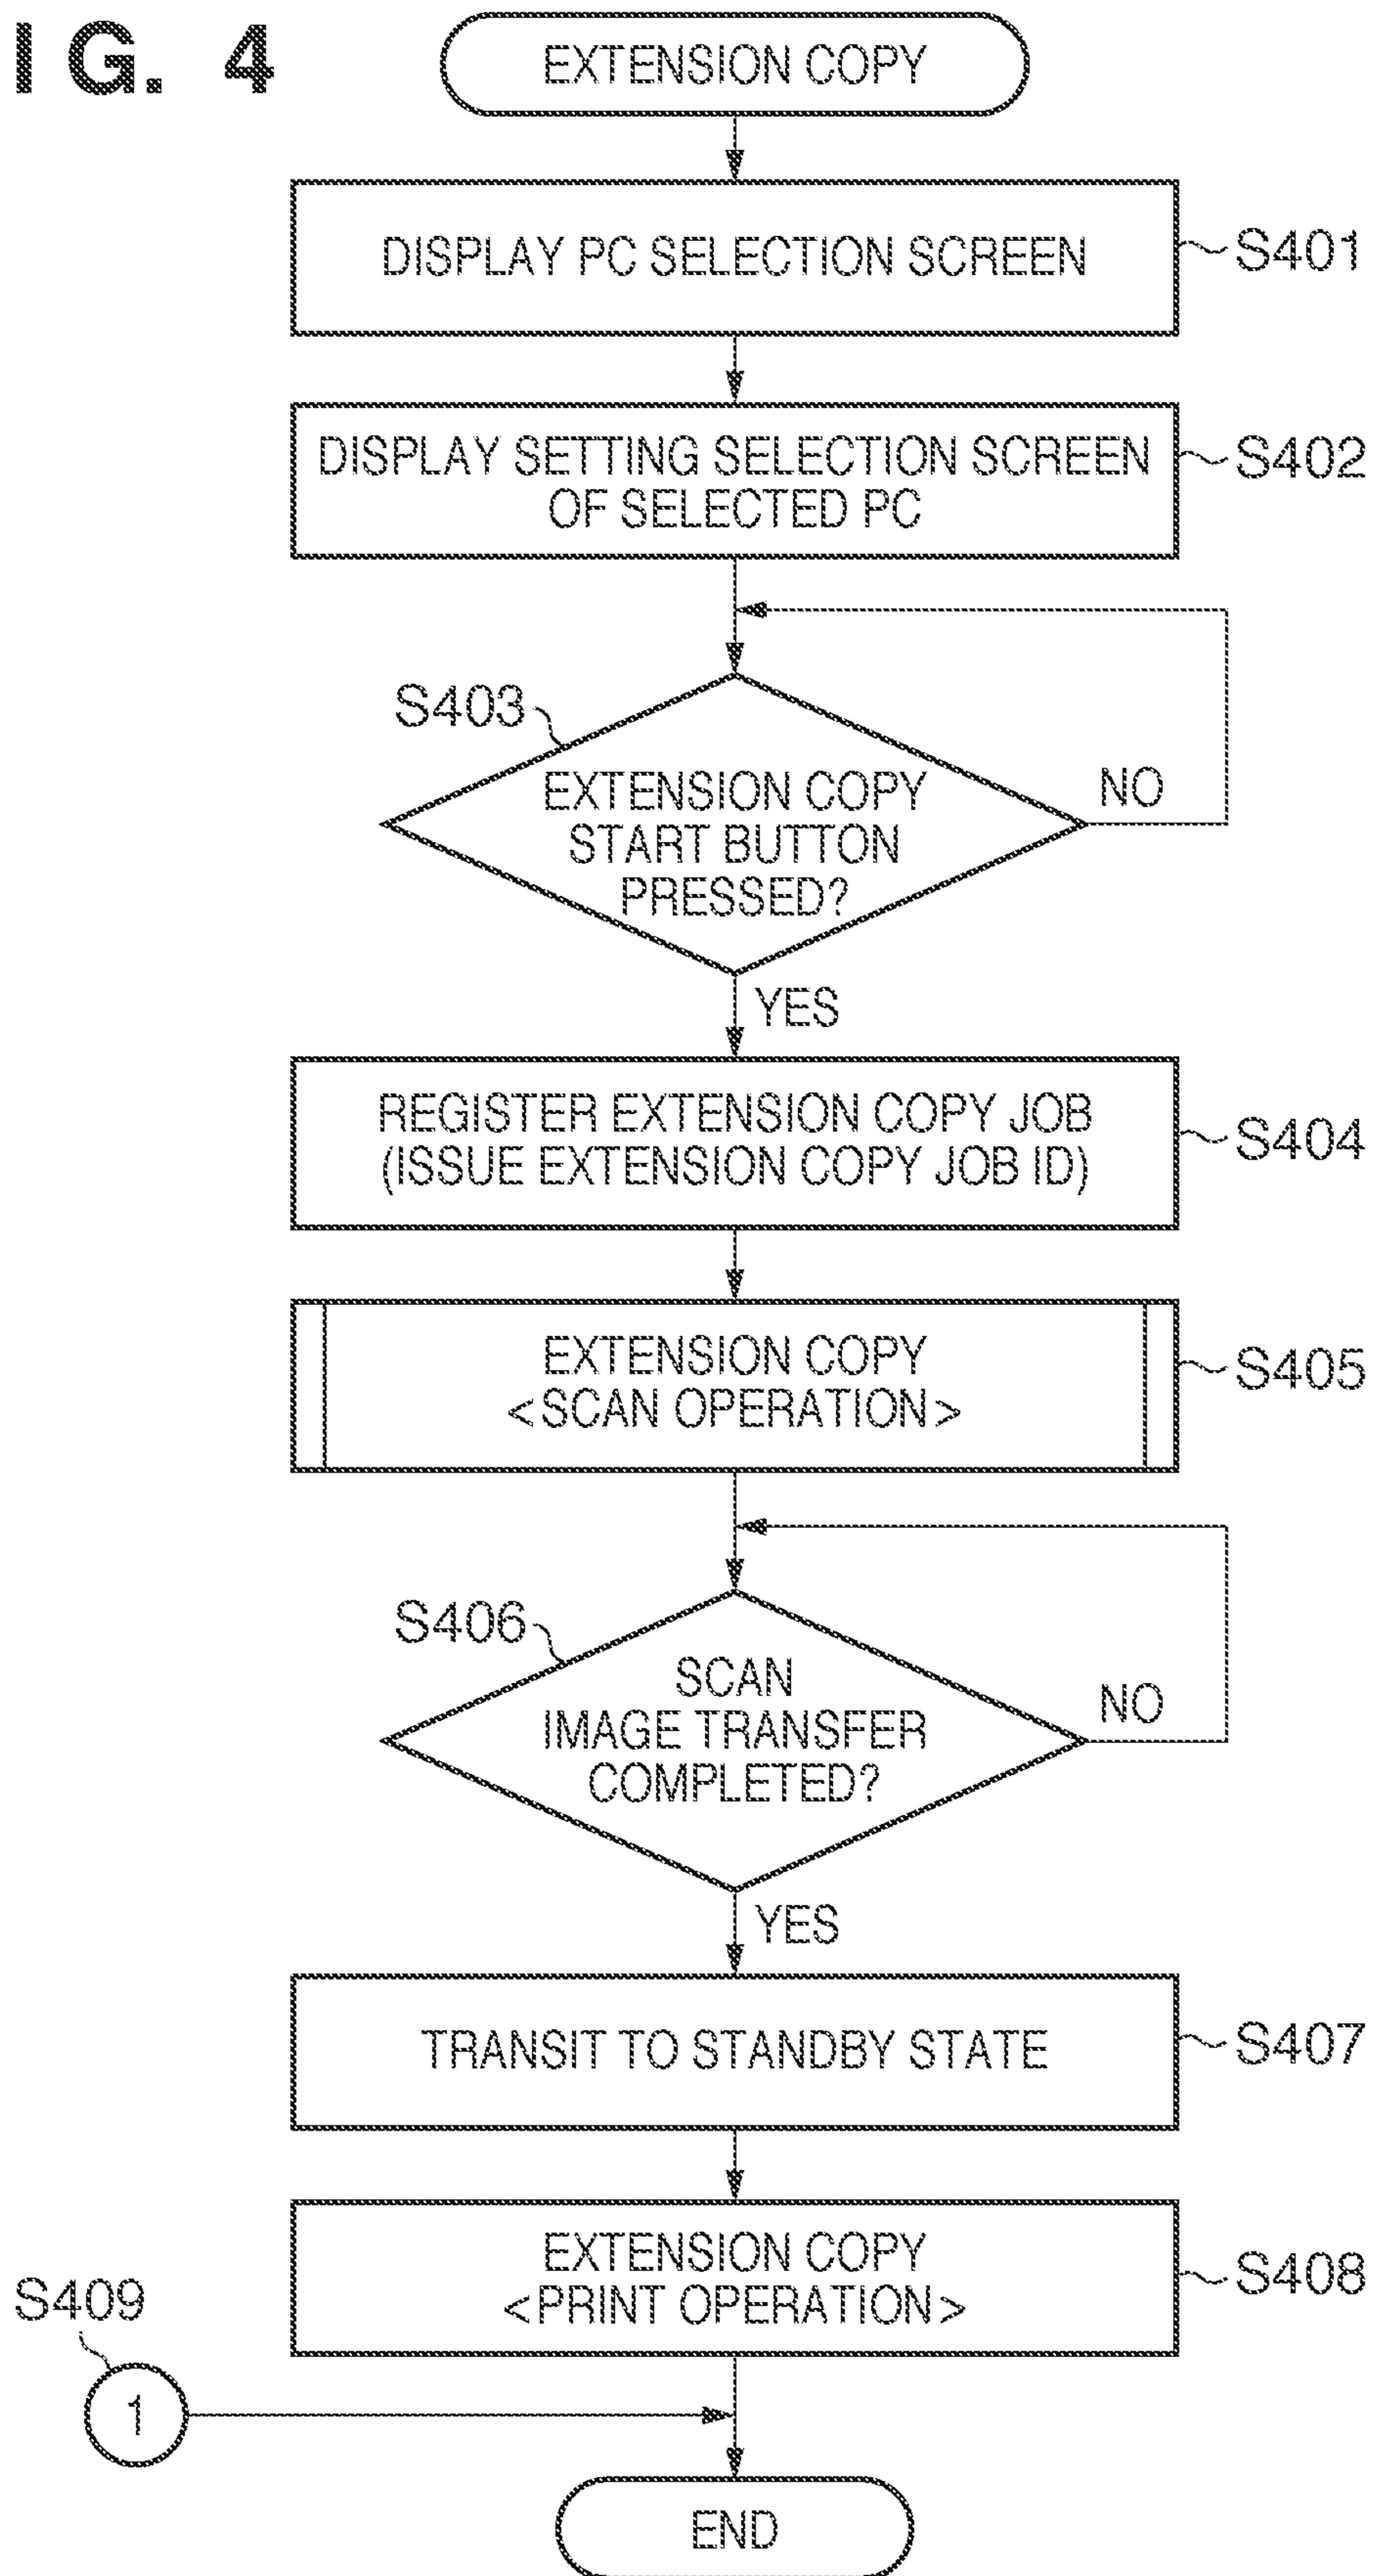 IG. 4
EXTENSION COPY
DISPLAY PC SELECTION SCREEN
S401
DISPLAY SETTING SELECTION SCREEN
OF SELECTED PC
S402
S403
EXTENSION COPY
START BUTTON
PRESSED?
NO
YES
REGISTER EXTENSION COPY JOB
(ISSUE EXTENSION COPY JOB ID)
S404
EXTENSION COPY
<SCAN OPERATION>
S405
S406
SCAN
IMAGE TRANSFER
COMPLETED?
NO
YES
TRANSIT TO STANDBY STATE
S407
EXTENSION COPY
<PRINT OPERATION>
S408
S409
1
END